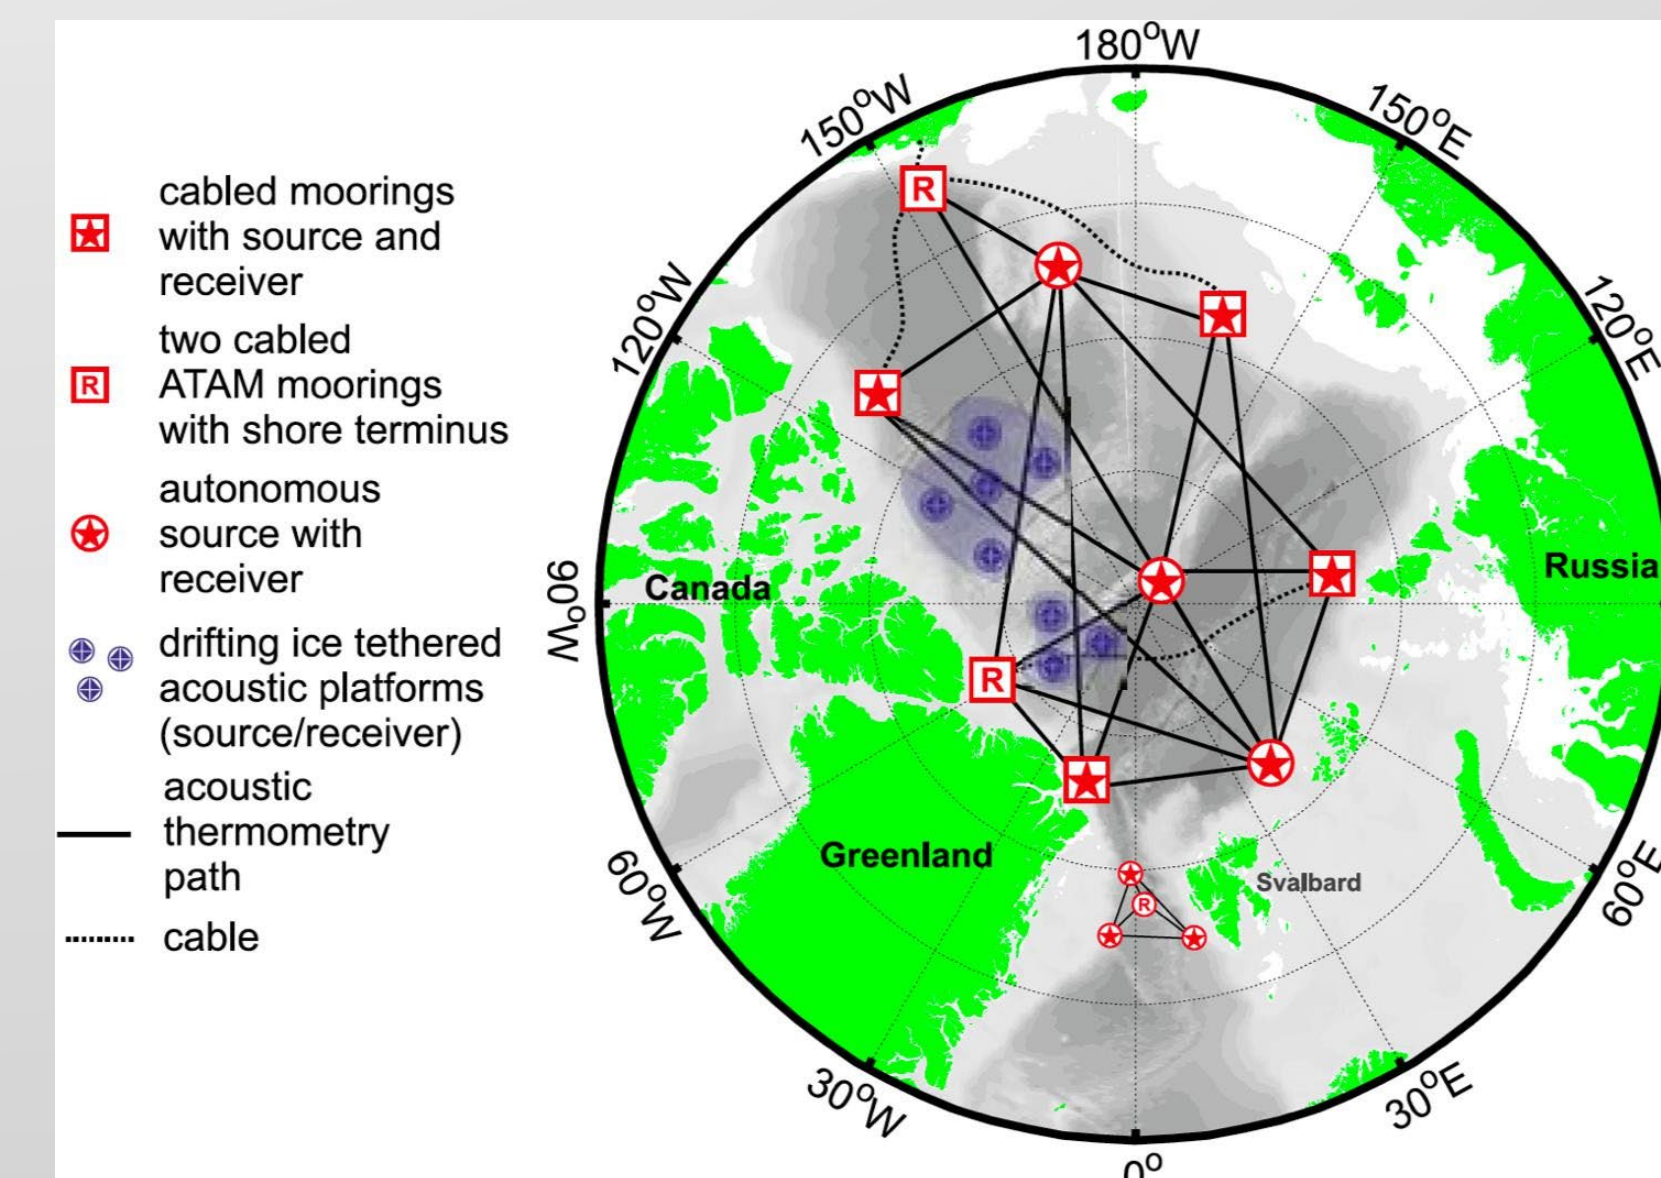 cabled moorings
with source and
receiver
R
two cabled
ATAM moorings
with shore terminus
autonomous
source with
receiver
drifting ice tethered
acoustic platforms
(source/receiver)
acoustic
thermometry
path
cable
180°W
150°W
150°E
120°W
120°E
90°W
60°W
60°E
30°W
30°E
0°
R
Canada
Russia
R
Greenland
Svalbard
R